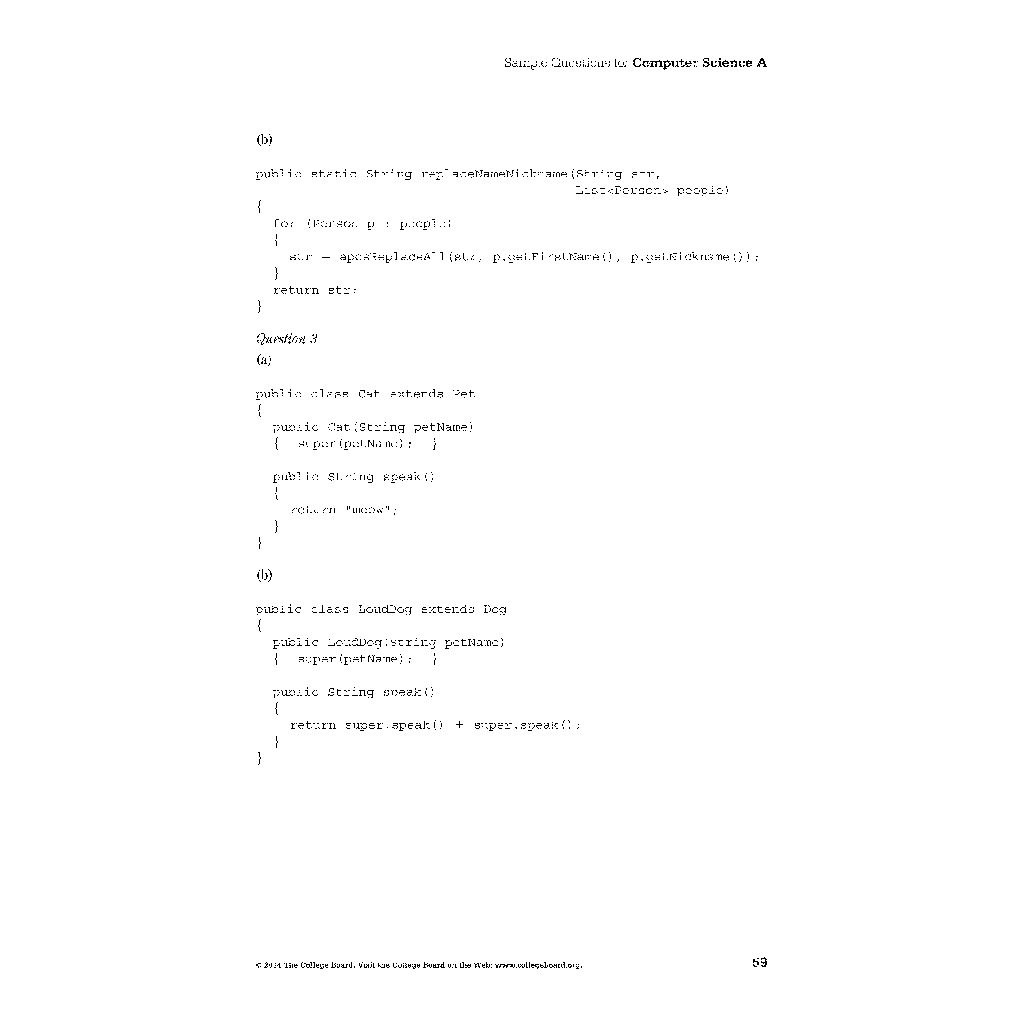 Sample Questions for Computer Science A
(b)
public static String replaceNameNickname(String str,
List<Person> people)
{
for (Person p : people)
{
str = apcsReplaceAll(str, p.getFirstName(), p.getNickname());
}
return str;
}
Question 3
(a)
public class Cat extends Pet
{
public Cat(String petName)
{ super(petName); }
public String speak()
{
return "meow";
}
}
(b)
public class LoudDog extends Dog
{
public LoudDog(String petName)
{ super(petName); }
public String speak()
{
return super.speak() + super.speak();
}
}
© 2014 The College Board. Visit the College Board on the Web: www.collegeboard.org.
59